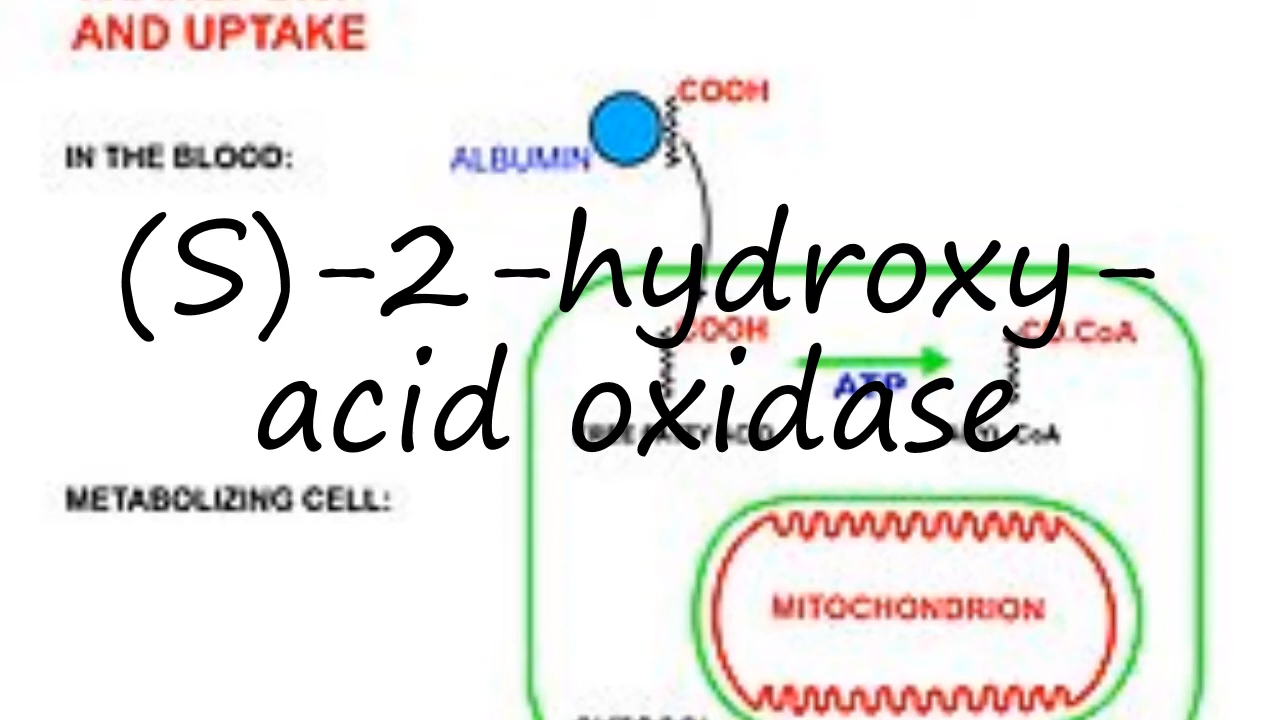 AND UPTAKE
COOH
IN THE BLOOD:
ALBUMIN
(S)-2-hydroxy-
COOH
CO.CoA
ATP
acid oxidase
CoA
METABOLIZING CELL:
MITOCHONDRION